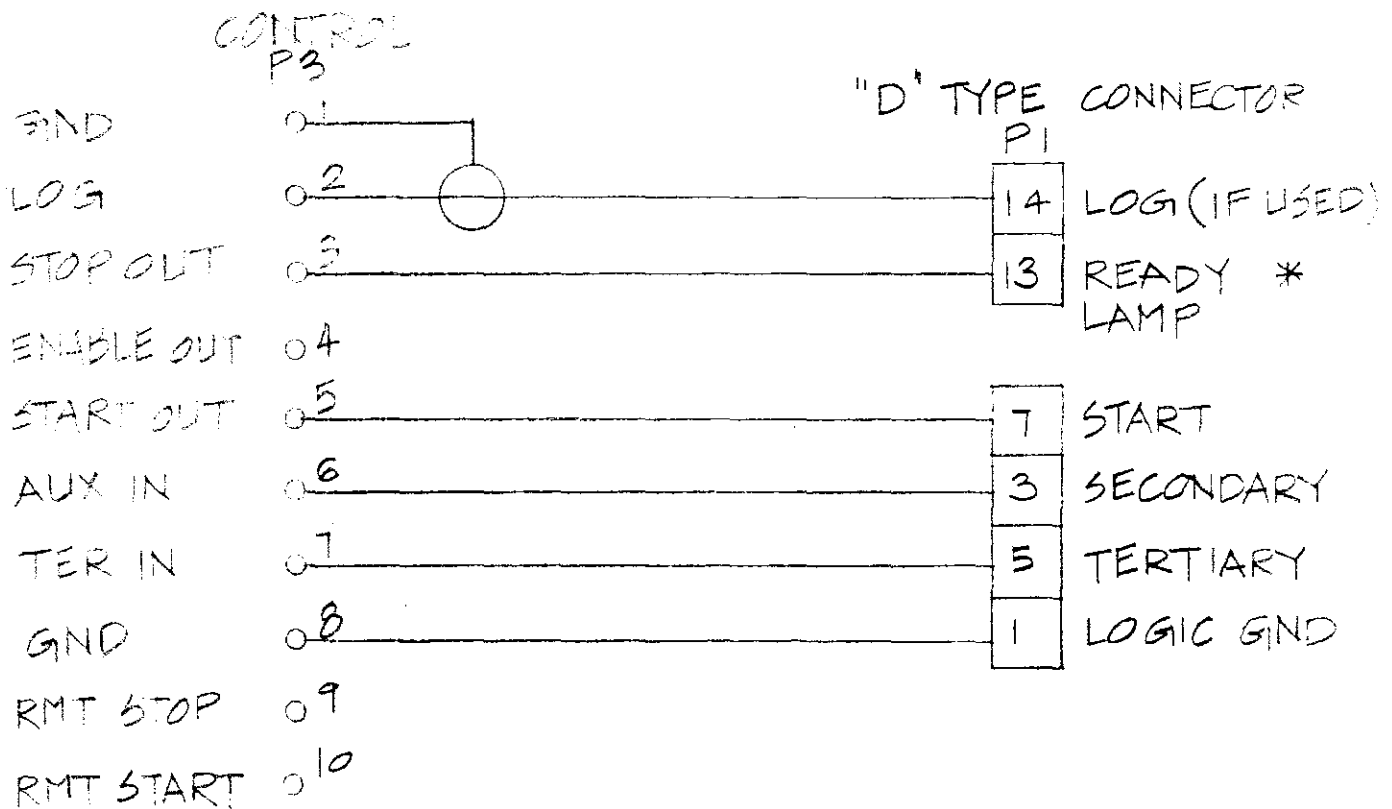 CONTROL
P3
"D" TYPE CONNECTOR
P1
GND 1
LOG 2 14 LOG (IF USED)
STOP OUT 3 13 READY *
LAMP
ENABLE OUT 4
START OUT 5 7 START
AUX IN 6 3 SECONDARY
TER IN 7 5 TERTIARY
GND 8 1 LOGIC GND
RMT STOP 9
RMT START 10